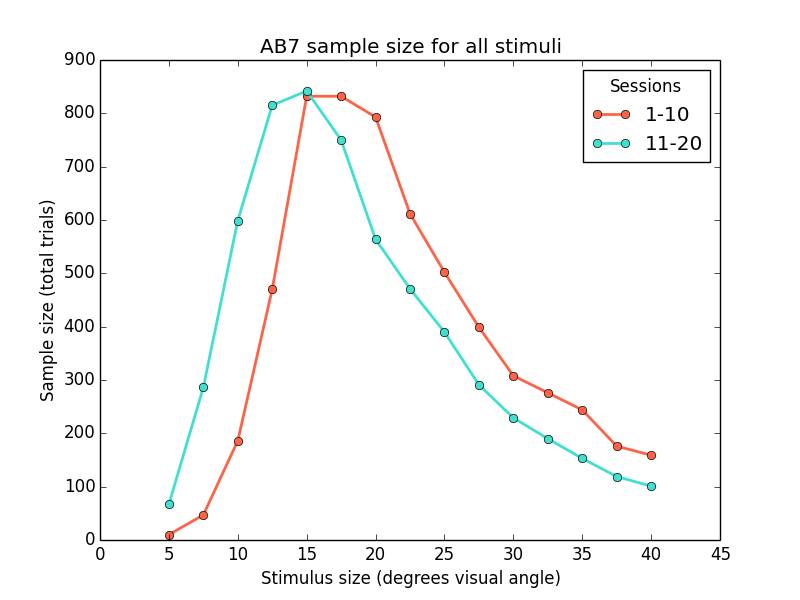 AB7 sample size for all stimuli
900
800
700
600
500
400
300
200
100
0
Sample size (total trials)
Sessions
1-10
11-20
0 5 10 15 20 25 30 35 40 45
Stimulus size (degrees visual angle)